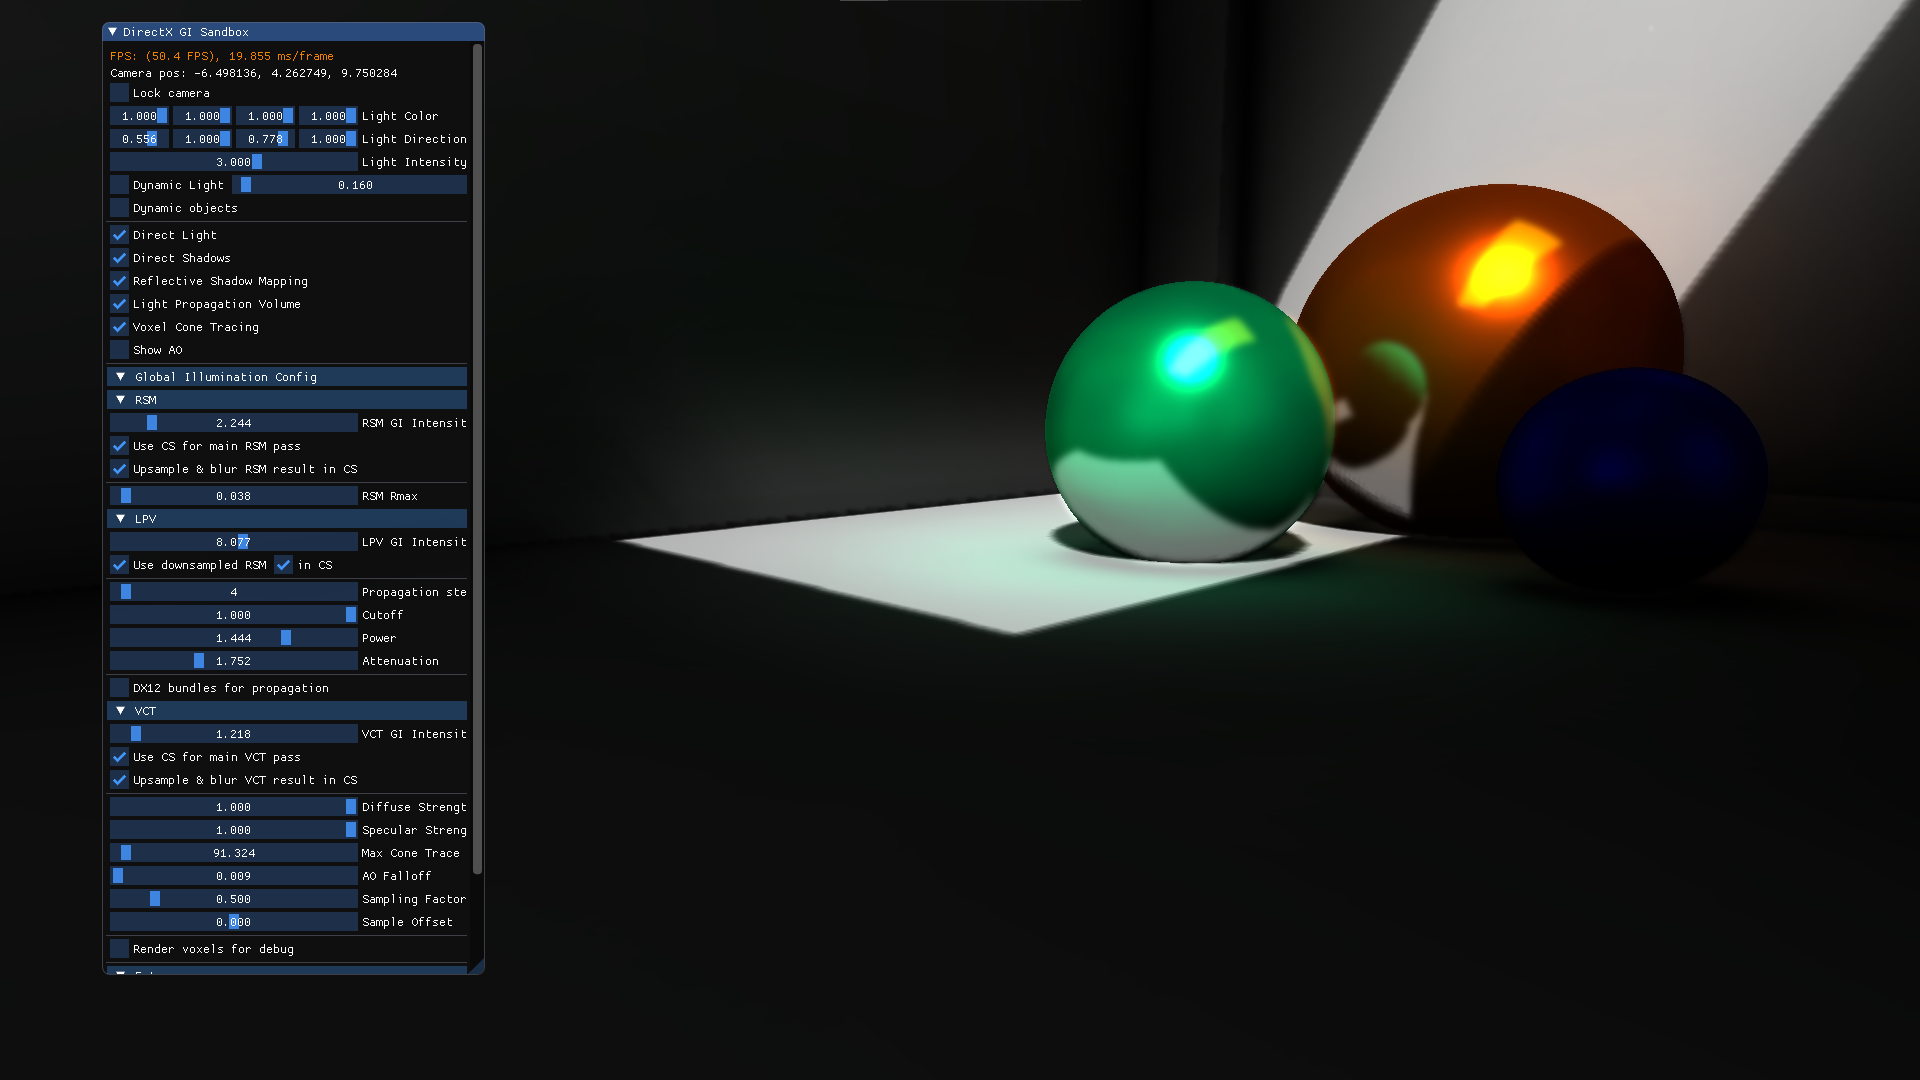 DirectX GI Sandbox
FPS: (50.4 FPS), 19.855 ms/frame
Camera pos: -6.498136, 4.262749, 9.750284
Lock camera
1.000 1.000 1.000 1.000 Light Color
0.556 1.000 0.778 1.000 Light Direction
3.000 Light Intensity
Dynamic Light 0.160
Dynamic objects
Direct Light
Direct Shadows
Reflective Shadow Mapping
Light Propagation Volume
Voxel Cone Tracing
Show AO
Global Illumination Config
RSM
2.244 RSM GI Intensit
Use CS for main RSM pass
Upsample & blur RSM result in CS
0.038 RSM Rmax
LPV
8.077 LPV GI Intensit
Use downsampled RSM in CS
4 Propagation ste
1.000 Cutoff
1.444 Power
1.752 Attenuation
DX12 bundles for propagation
VCT
1.218 VCT GI Intensit
Use CS for main VCT pass
Upsample & blur VCT result in CS
1.000 Diffuse Strengt
1.000 Specular Streng
91.324 Max Cone Trace
0.009 AO Falloff
0.500 Sampling Factor
0.000 Sample Offset
Render voxels for debug